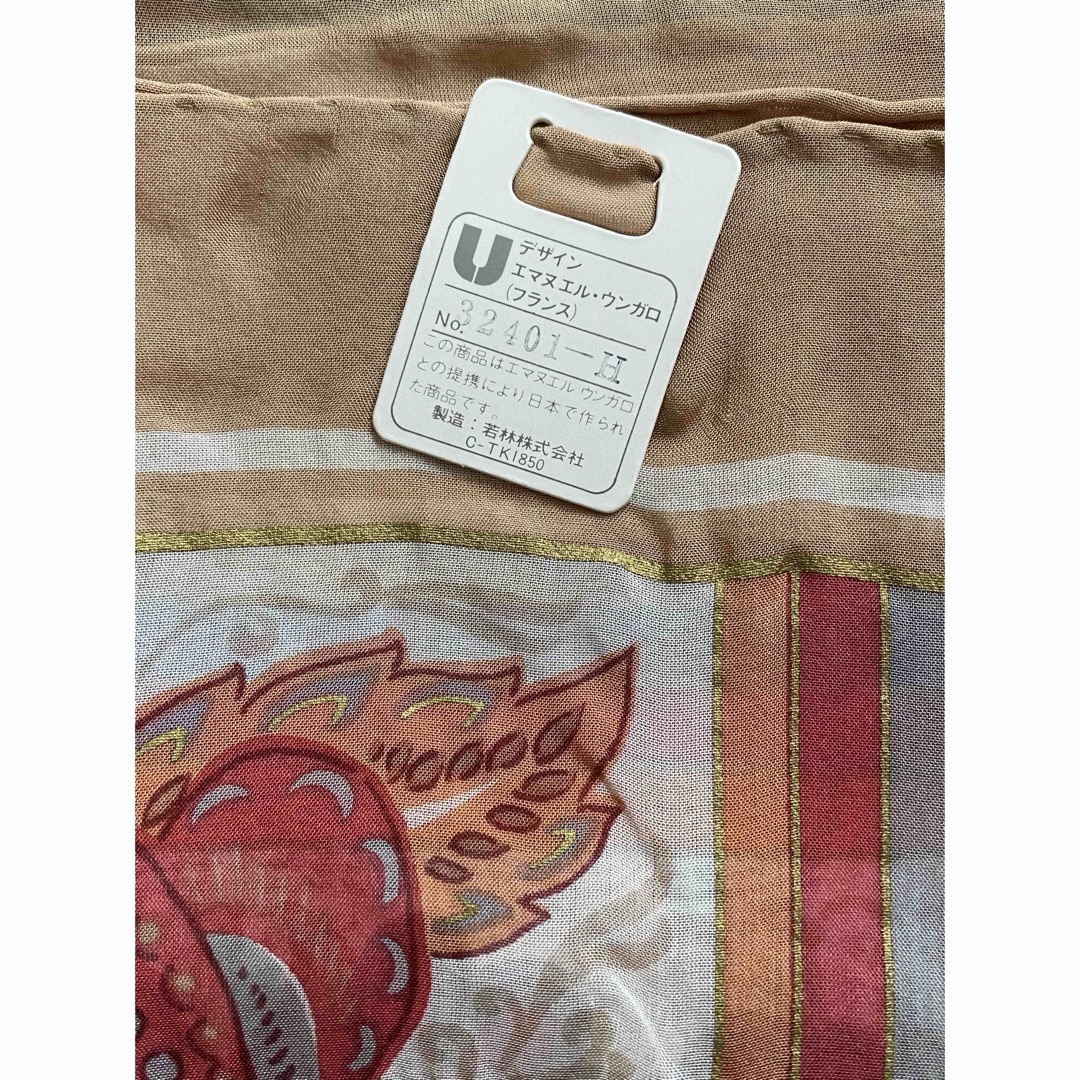 U デザイン
エマヌエル・ウンガロ
(フランス)
No. 32401-H
この商品はエマヌエル ウンガロ
との提携により日本で作られ
た商品です。
製造:若林株式会社
C-TK1850